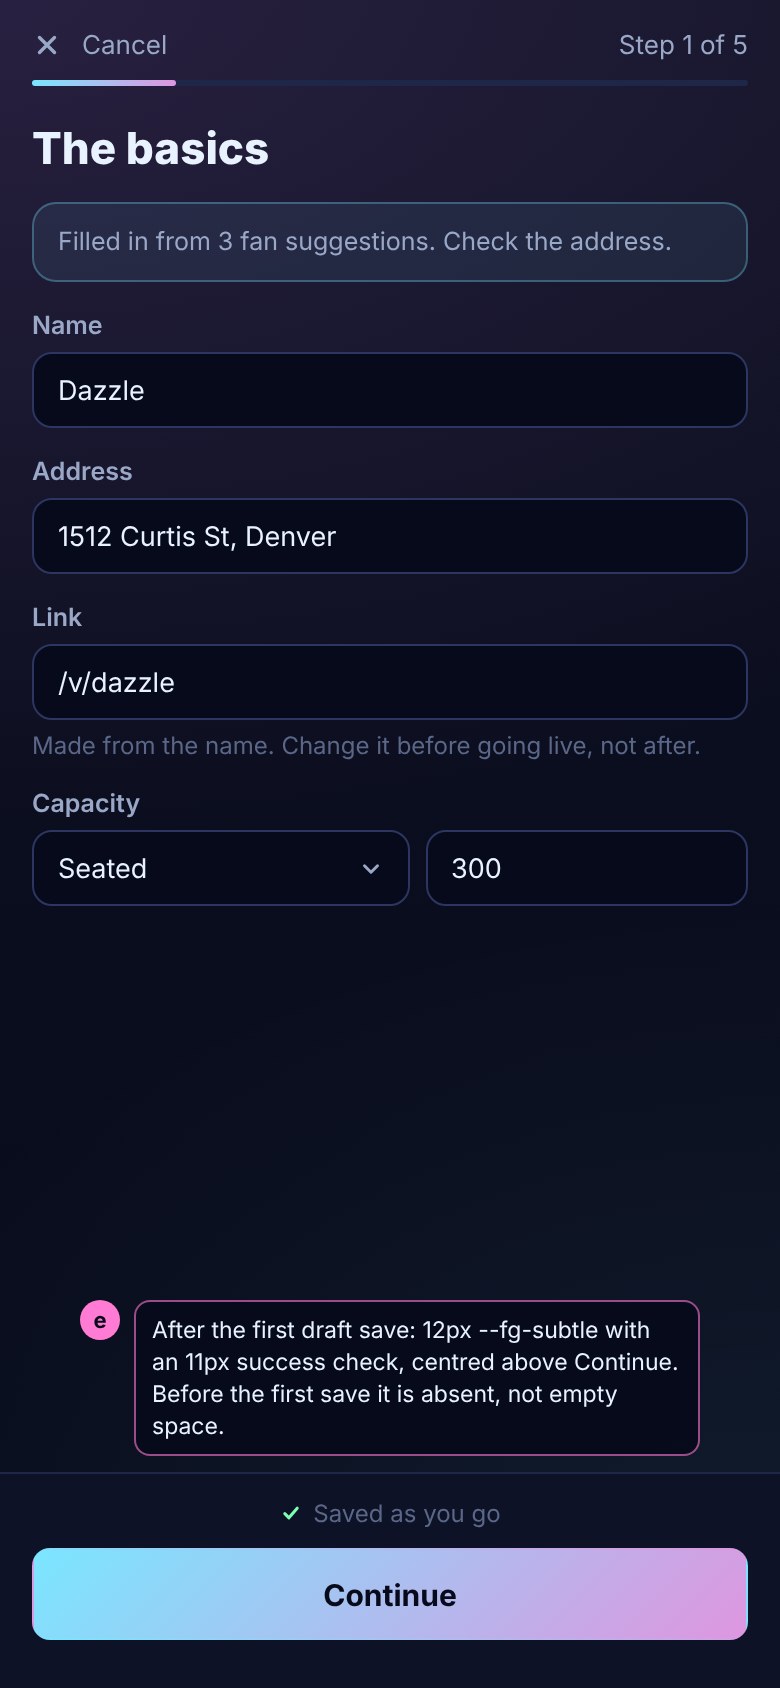 Cancel
Step 1 of 5
The basics
Filled in from 3 fan suggestions. Check the address.
Name
Dazzle
Address
1512 Curtis St, Denver
Link
/v/dazzle
Made from the name. Change it before going live, not after.
Capacity
Seated
300
e
After the first draft save: 12px --fg-subtle with
an 11px success check, centred above Continue.
Before the first save it is absent, not empty
space.
Saved as you go
Continue